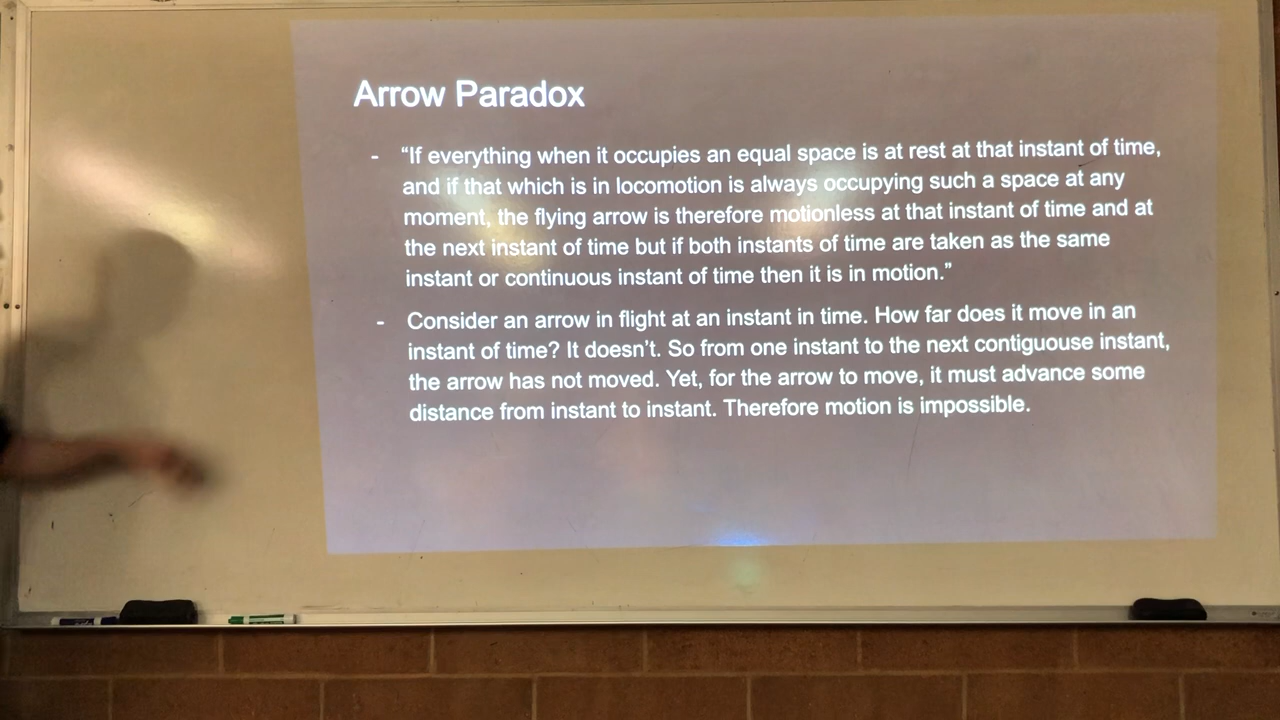 Arrow Paradox
- “If everything when it occupies an equal space is at rest at that instant of time,
and if that which is in locomotion is always occupying such a space at any
moment, the flying arrow is therefore motionless at that instant of time and at
the next instant of time but if both instants of time are taken as the same
instant or continuous instant of time then it is in motion.”
- Consider an arrow in flight at an instant in time. How far does it move in an
instant of time? It doesn’t. So from one instant to the next contiguouse instant,
the arrow has not moved. Yet, for the arrow to move, it must advance some
distance from instant to instant. Therefore motion is impossible.